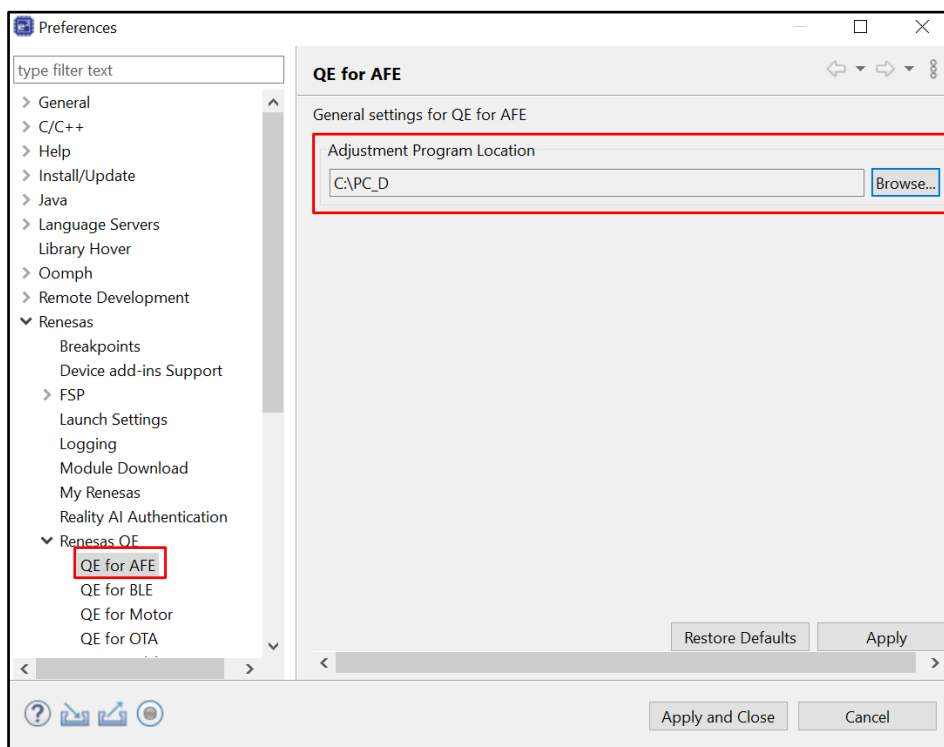 Preferences
type filter text
General
C/C++
Help
Install/Update
Java
Language Servers
Library Hover
Oomph
Remote Development
Renesas
Breakpoints
Device add-ins Support
FSP
Launch Settings
Logging
Module Download
My Renesas
Reality AI Authentication
Renesas QE
QE for AFE
QE for BLE
QE for Motor
QE for OTA
QE for AFE
General settings for QE for AFE
Adjustment Program Location
C:\PC_D
Browse...
Restore Defaults
Apply
Apply and Close
Cancel